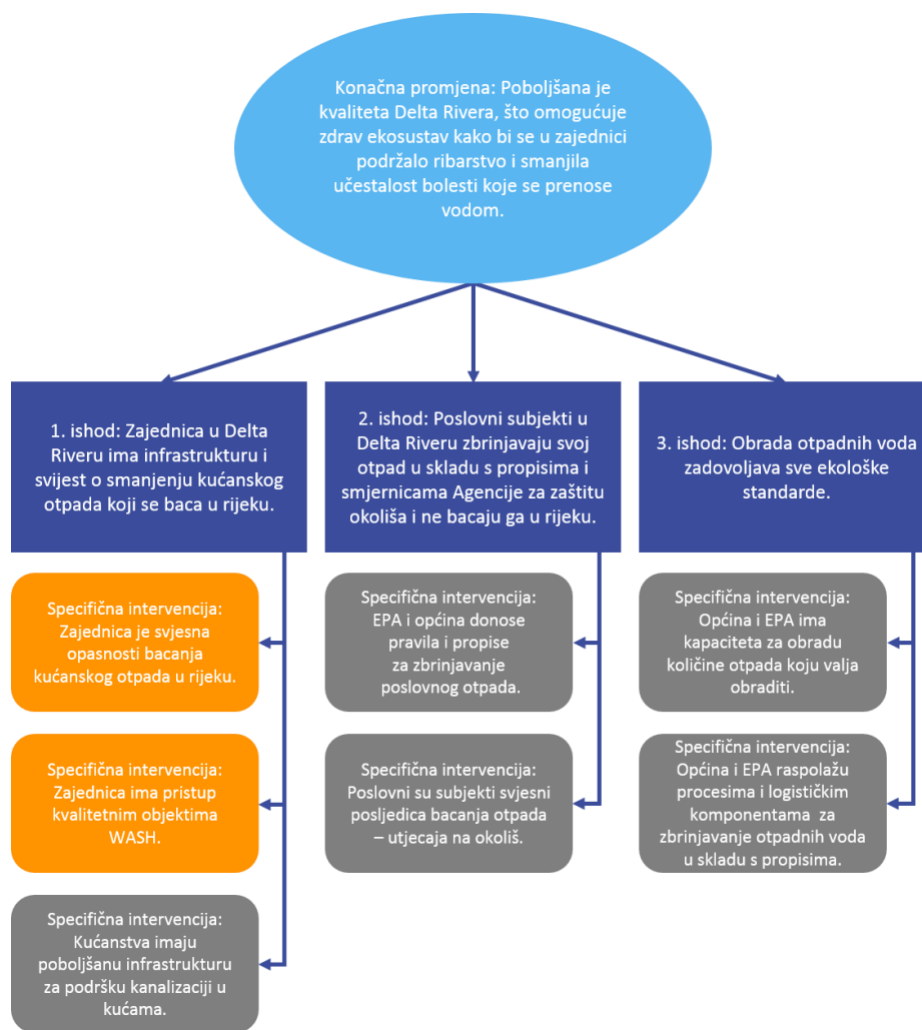 Konačna promjena: Poboljšana je
kvaliteta Delta Rivera, što omogućuje
zdrav ekosustav kako bi se u zajednici
podržalo ribarstvo i smanjila
učestalost bolesti koje se prenose
vodom.
1. ishod: Zajednica u Delta
Riveru ima infrastrukturu i
svijest o smanjenju kućanskog
otpada koji se baca u rijeku.
Specifična intervencija:
Zajednica je svjesna
opasnosti bacanja
kućanskog otpada u rijeku.
Specifična intervencija:
Zajednica ima pristup
kvalitetnim objektima
WASH.
Specifična intervencija:
Kućanstva imaju
poboljšanu infrastrukturu
za podršku kanalizaciji u
kućama.
2. ishod: Poslovni subjekti u
Delta Riveru zbrinjavaju svoj
otpad u skladu s propisima i
smjernicama Agencije za zaštitu
okoliša i ne bacaju ga u rijeku.
Specifična intervencija:
EPA i općina donose
pravila i propise
za zbrinjavanje
poslovnog otpada.
Specifična intervencija:
Poslovni su subjekti svjesni
posljedica bacanja otpada
– utjecaja na okoliš.
3. ishod: Obrada otpadnih voda
zadovoljava sve ekološke
standarde.
Specifična intervencija:
Općina i EPA ima
kapaciteta za obradu
količine otpada koju valja
obraditi.
Specifična intervencija:
Općina i EPA raspolažu
procesima i logističkim
komponentama za
zbrinjavanje otpadnih voda
u skladu s propisima.